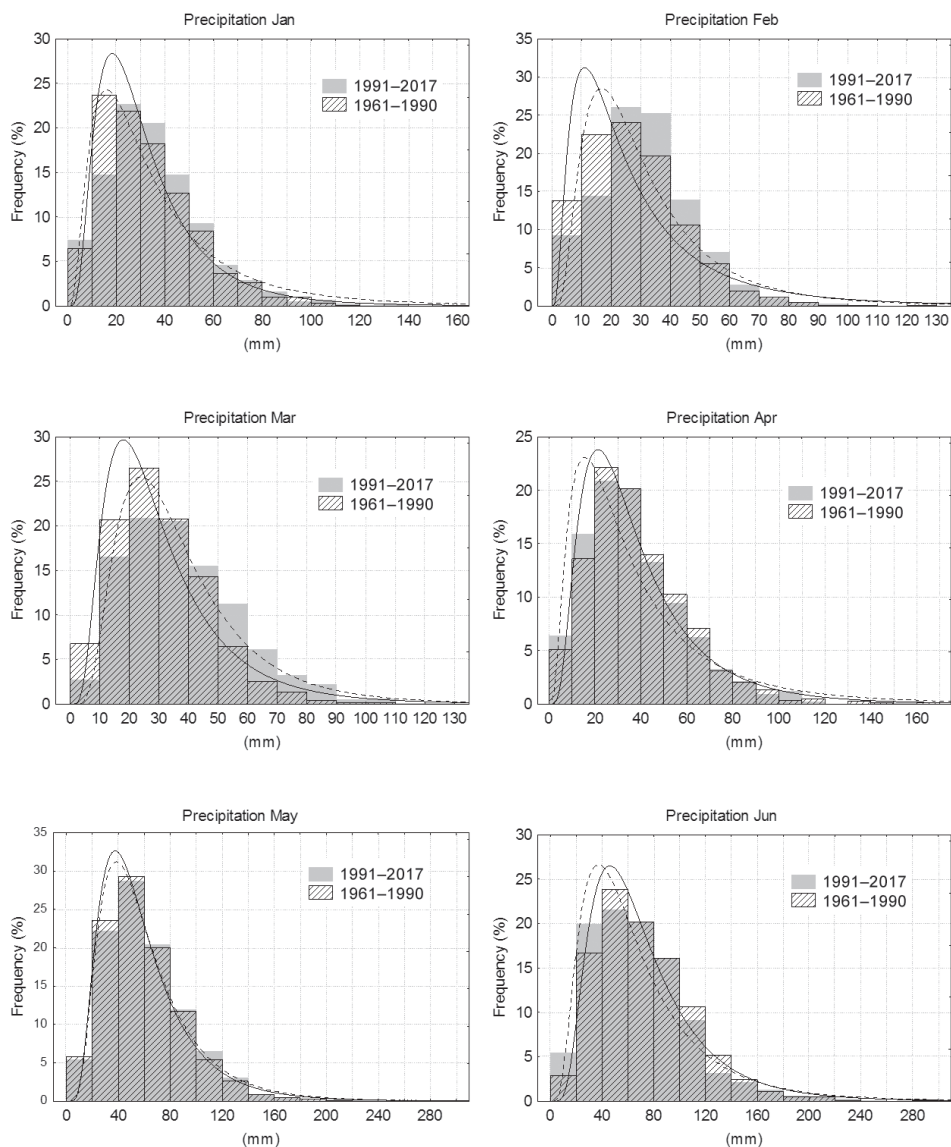 Precipitation Jan
30
25
20
15
10
5
0
Frequency (%)
1991–2017
1961–1990
0 20 40 60 80 100 120 140 165
(mm)
Precipitation Feb
35
30
25
20
15
10
5
0
Frequency (%)
1991–2017
1961–1990
0 10 20 30 40 50 60 70 80 90 100 110 120 135
(mm)
Precipitation Mar
30
25
20
15
10
5
0
Frequency (%)
1991–2017
1961–1990
0 10 20 30 40 50 60 70 80 90 100 110 120 135
(mm)
Precipitation Apr
25
20
15
10
5
0
Frequency (%)
1991–2017
1961–1990
0 20 40 60 80 100 120 140 160
(mm)
Precipitation May
35
30
25
20
15
10
5
0
Frequency (%)
1991–2017
1961–1990
0 40 80 120 160 200 240 280
(mm)
Precipitation Jun
30
25
20
15
10
5
0
Frequency (%)
1991–2017
1961–1990
0 40 80 120 160 200 240 280
(mm)